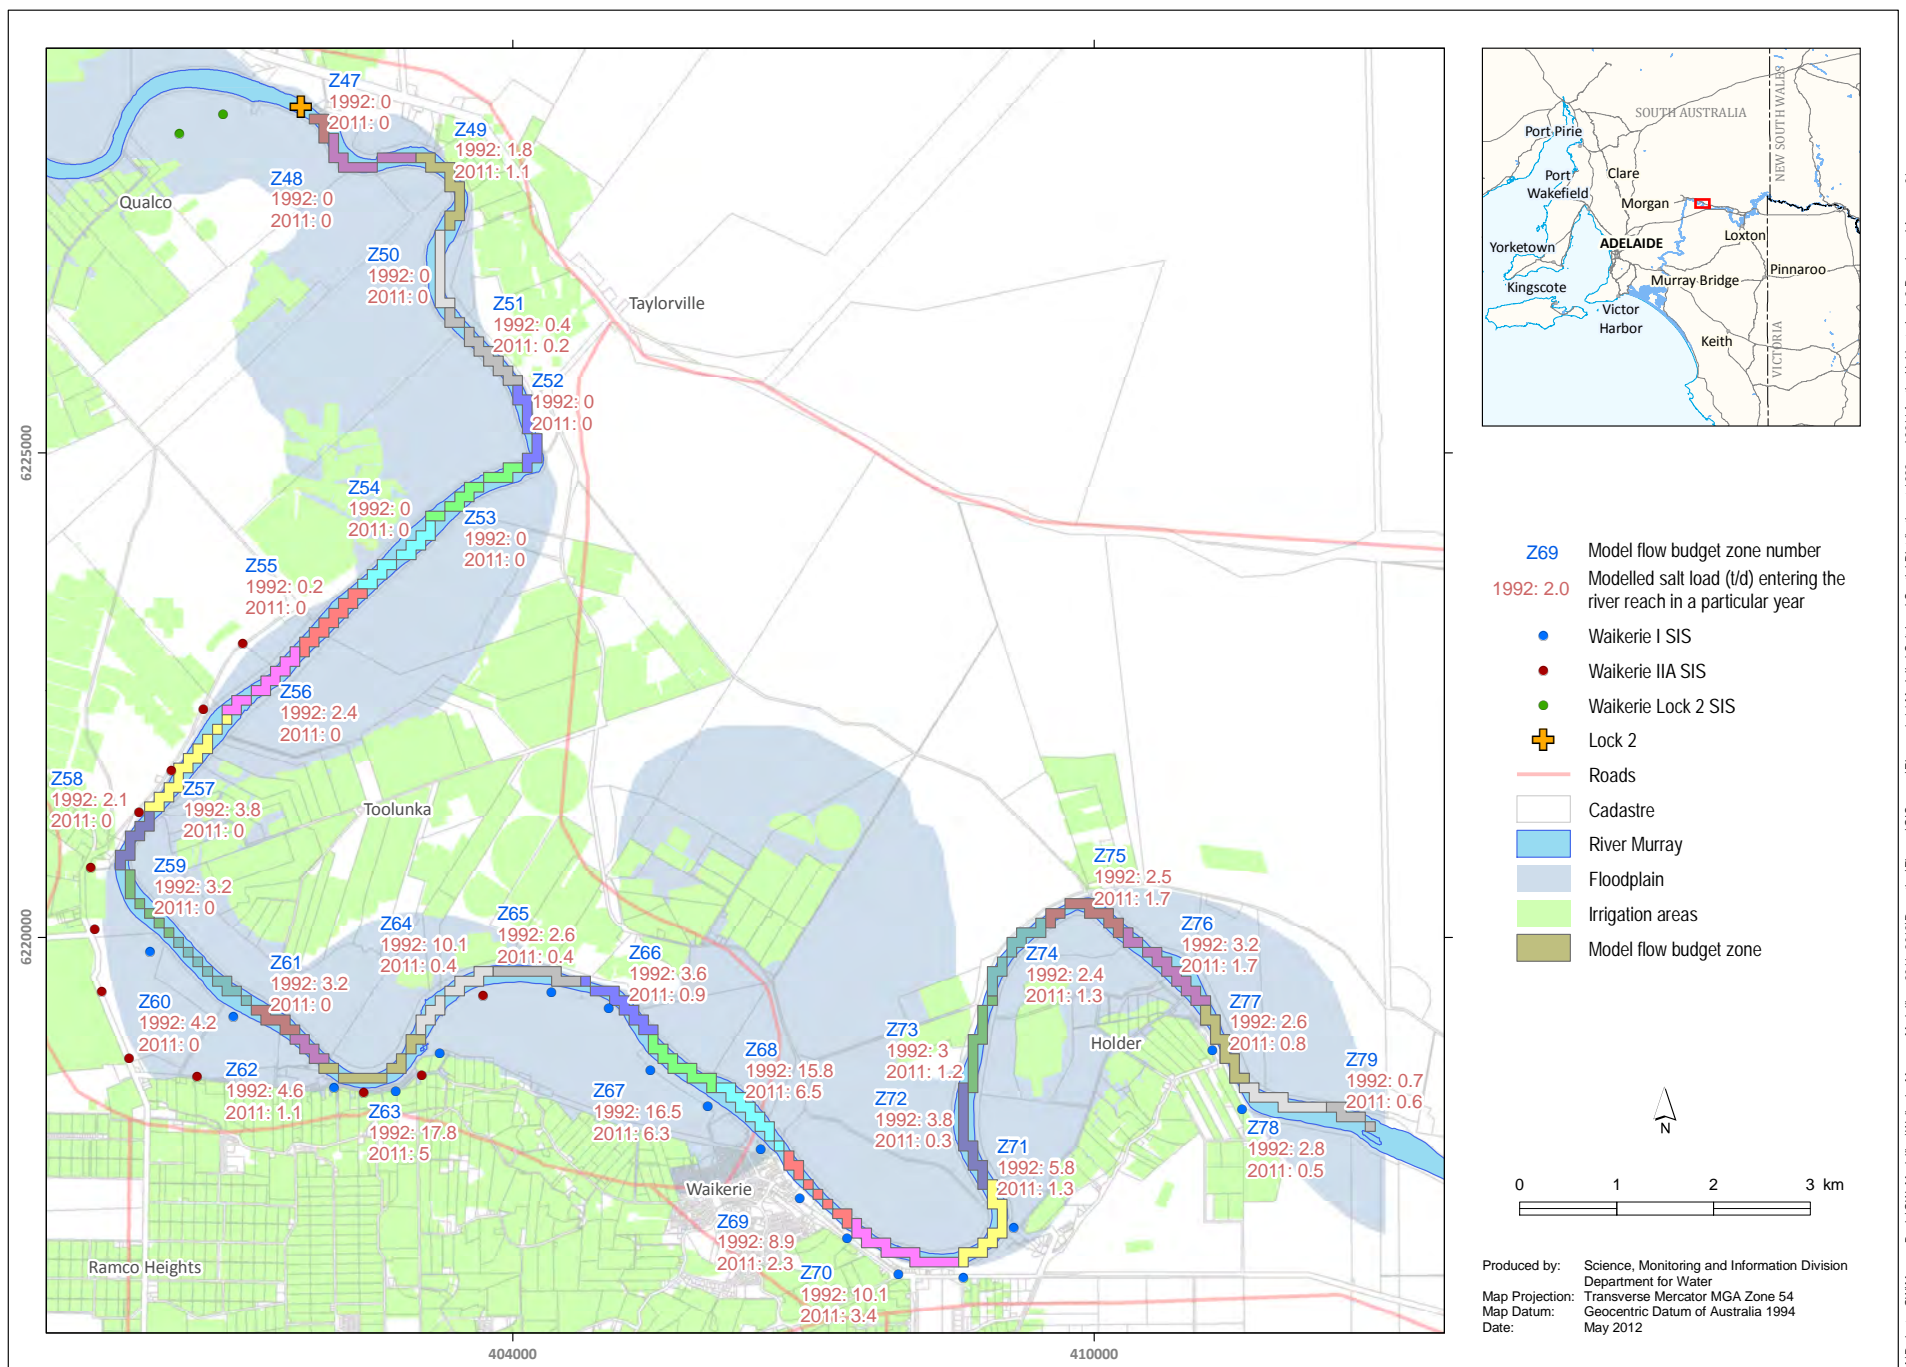 Z47
1992: 0
2011: 0
Z49
1992: 1.8
2011: 1.1
Z48
1992: 0
2011: 0
Qualco
Z50
1992: 0
2011: 0
Z51
1992: 0.4
2011: 0.2
Taylorville
Z52
1992: 0
2011: 0
6225000
Z54
1992: 0
2011: 0
Z53
1992: 0
2011: 0
Z55
1992: 0.2
2011: 0
Z56
1992: 2.4
2011: 0
Z58
1992: 2.1
2011: 0
Z57
1992: 3.8
2011: 0
Toolunka
Z59
1992: 3.2
2011: 0
Z75
1992: 2.5
2011: 1.7
6220000
Z64
1992: 10.1
2011: 0.4
Z65
1992: 2.6
2011: 0.4
Z66
1992: 3.6
2011: 0.9
Z76
1992: 3.2
2011: 1.7
Z74
1992: 2.4
2011: 1.3
Z61
1992: 3.2
2011: 0
Z60
1992: 4.2
2011: 0
Z77
1992: 2.6
2011: 0.8
Z73
1992: 3
2011: 1.2
Holder
Z68
1992: 15.8
2011: 6.5
Z79
1992: 0.7
2011: 0.6
Z62
1992: 4.6
2011: 1.1
Z67
1992: 16.5
2011: 6.3
Z72
1992: 3.8
2011: 0.3
Z63
1992: 17.8
2011: 5
Z78
1992: 2.8
2011: 0.5
Z71
1992: 5.8
2011: 1.3
Waikerie
Z69
1992: 8.9
2011: 2.3
Ramco Heights
Z70
1992: 10.1
2011: 3.4
404000
410000
SOUTH AUSTRALIA
NEW SOUTH WALES
Port Pirie
Port
Wakefield
Clare
Morgan
Yorketown
ADELAIDE
Loxton
Kingscote
Murray Bridge
Pinnaroo
Victor
Harbor
Keith
VICTORIA
Z69 Model flow budget zone number
1992: 2.0 Modelled salt load (t/d) entering the
river reach in a particular year
Waikerie I SIS
Waikerie IIA SIS
Waikerie Lock 2 SIS
Lock 2
Roads
Cadastre
River Murray
Floodplain
Irrigation areas
Model flow budget zone
N
0 1 2 3 km
Produced by: Science, Monitoring and Information Division
Department for Water
Map Projection: Transverse Mercator MGA Zone 54
Map Datum: Geocentric Datum of Australia 1994
Date: May 2012